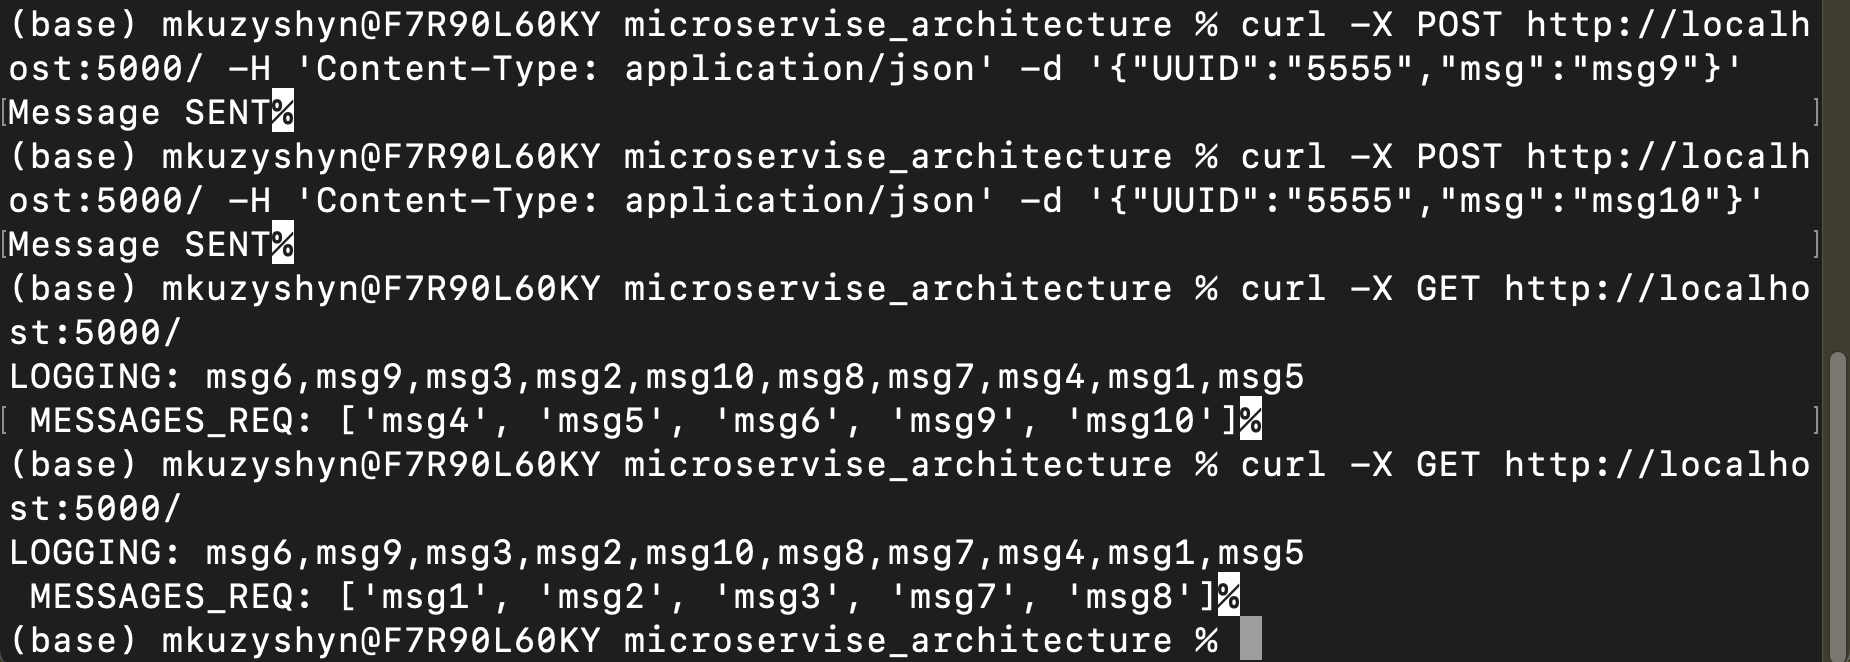 (base) mkuzyshyn@F7R90L60KY microservise_architecture % curl -X POST http://localh
ost:5000/ -H 'Content-Type: application/json' -d '{"UUID":"5555","msg":"msg9"}'
[Message SENT% ]
(base) mkuzyshyn@F7R90L60KY microservise_architecture % curl -X POST http://localh
ost:5000/ -H 'Content-Type: application/json' -d '{"UUID":"5555","msg":"msg10"}'
[Message SENT% ]
(base) mkuzyshyn@F7R90L60KY microservise_architecture % curl -X GET http://localho
st:5000/
LOGGING: msg6,msg9,msg3,msg2,msg10,msg8,msg7,msg4,msg1,msg5
[ MESSAGES_REQ: ['msg4', 'msg5', 'msg6', 'msg9', 'msg10']% ]
(base) mkuzyshyn@F7R90L60KY microservise_architecture % curl -X GET http://localho
st:5000/
LOGGING: msg6,msg9,msg3,msg2,msg10,msg8,msg7,msg4,msg1,msg5
 MESSAGES_REQ: ['msg1', 'msg2', 'msg3', 'msg7', 'msg8']%
(base) mkuzyshyn@F7R90L60KY microservise_architecture %